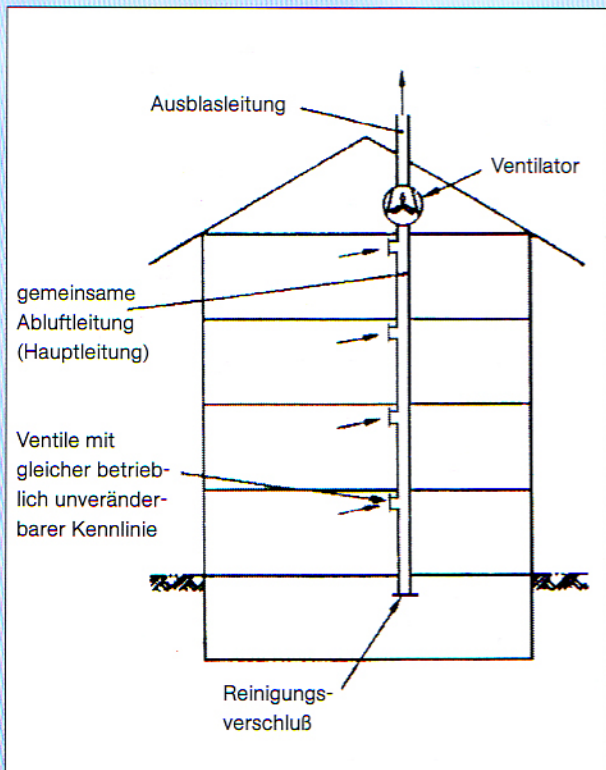 Ausblasleitung
Ventilator
gemeinsame
Abluftleitung
(Hauptleitung)
Ventile mit
gleicher betrieb-
lich unveränder-
barer Kennlinie
Reinigungs-
verschluß